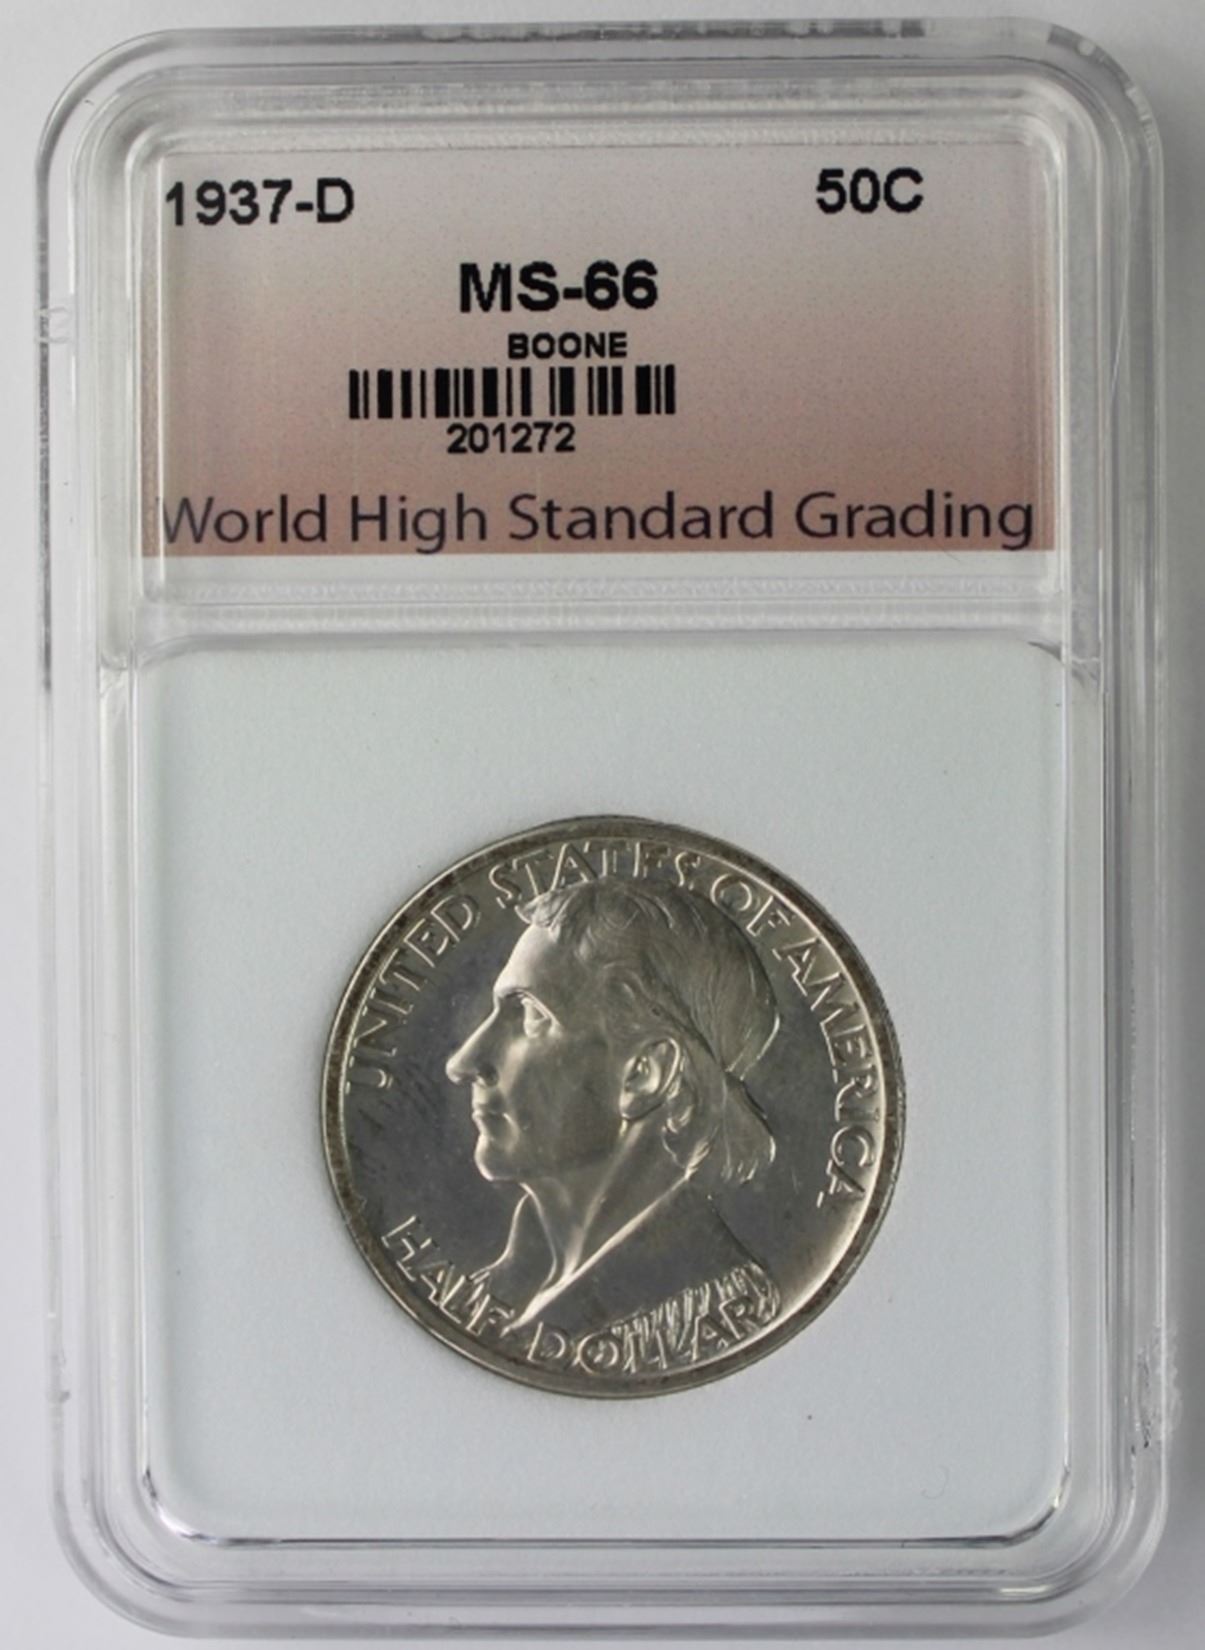 1937-D 50C
MS-66
BOONE
201272
World High Standard Grading
UNITED STATES OF AMERICA
HALF DOLLAR